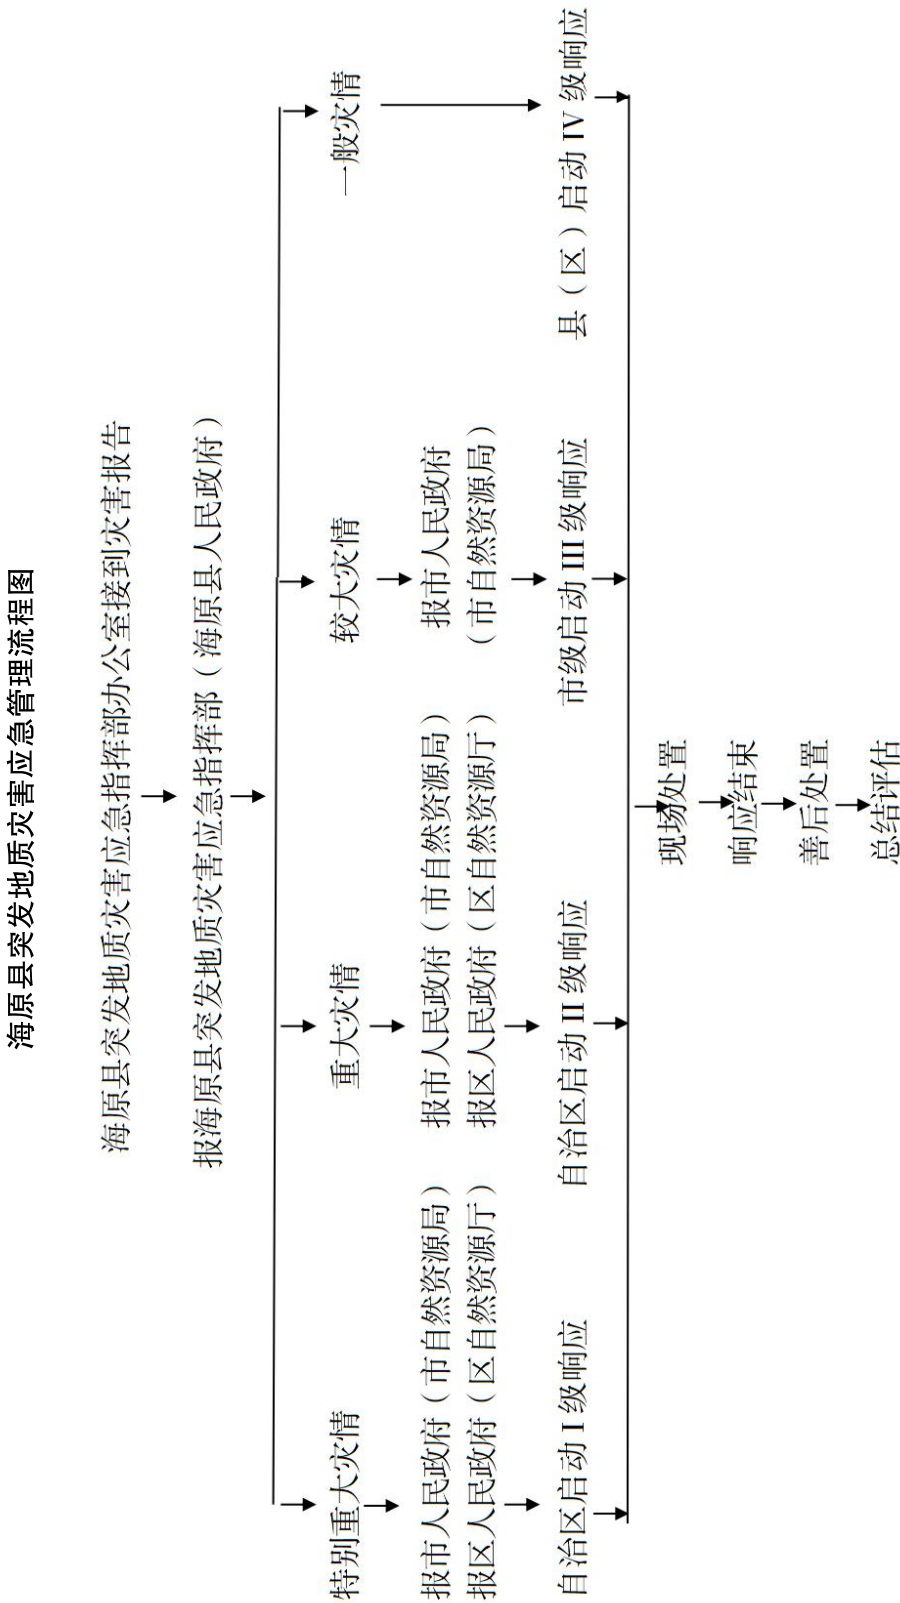 海原县突发地质灾害应急管理流程图
海原县突发地质灾害应急指挥部办公室接到灾害报告
报海原县突发地质灾害应急指挥部（海原县人民政府）
特别重大灾情
重大灾情
较大灾情
一般灾情
报市人民政府（市自然资源局）
报区人民政府（区自然资源厅）
报市人民政府（市自然资源局）
报区人民政府（区自然资源厅）
报市人民政府
（市自然资源局）
自治区启动 I 级响应
自治区启动 II 级响应
市级启动 III 级响应
县（区）启动 IV 级响应
现场处置
响应结束
善后处置
总结评估